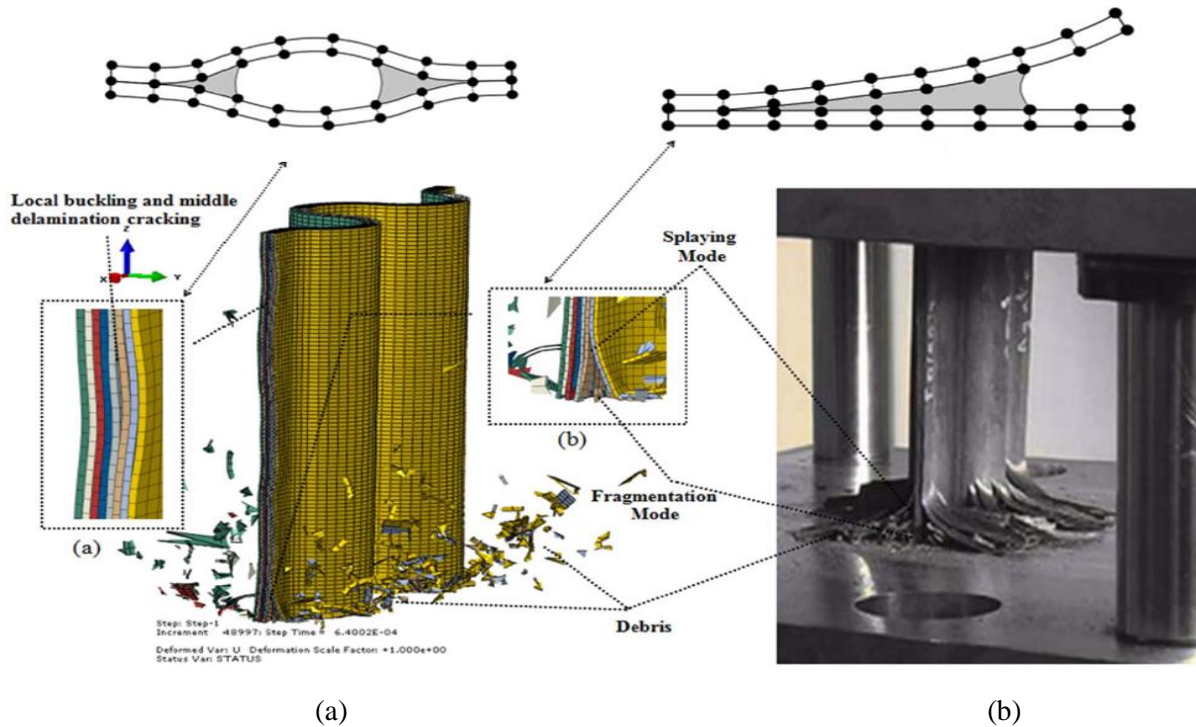 Local buckling and middle
delamination cracking
Z
X
Y
Splaying
Mode
(b)
Fragmentation
Mode
(a)
Debris
Step: Step-1
Increment 48997: Step Time = 6.4002E-04
Deformed Var: U Deformation Scale Factor: +1.000e+00
Status Var: STATUS
(a)
(b)